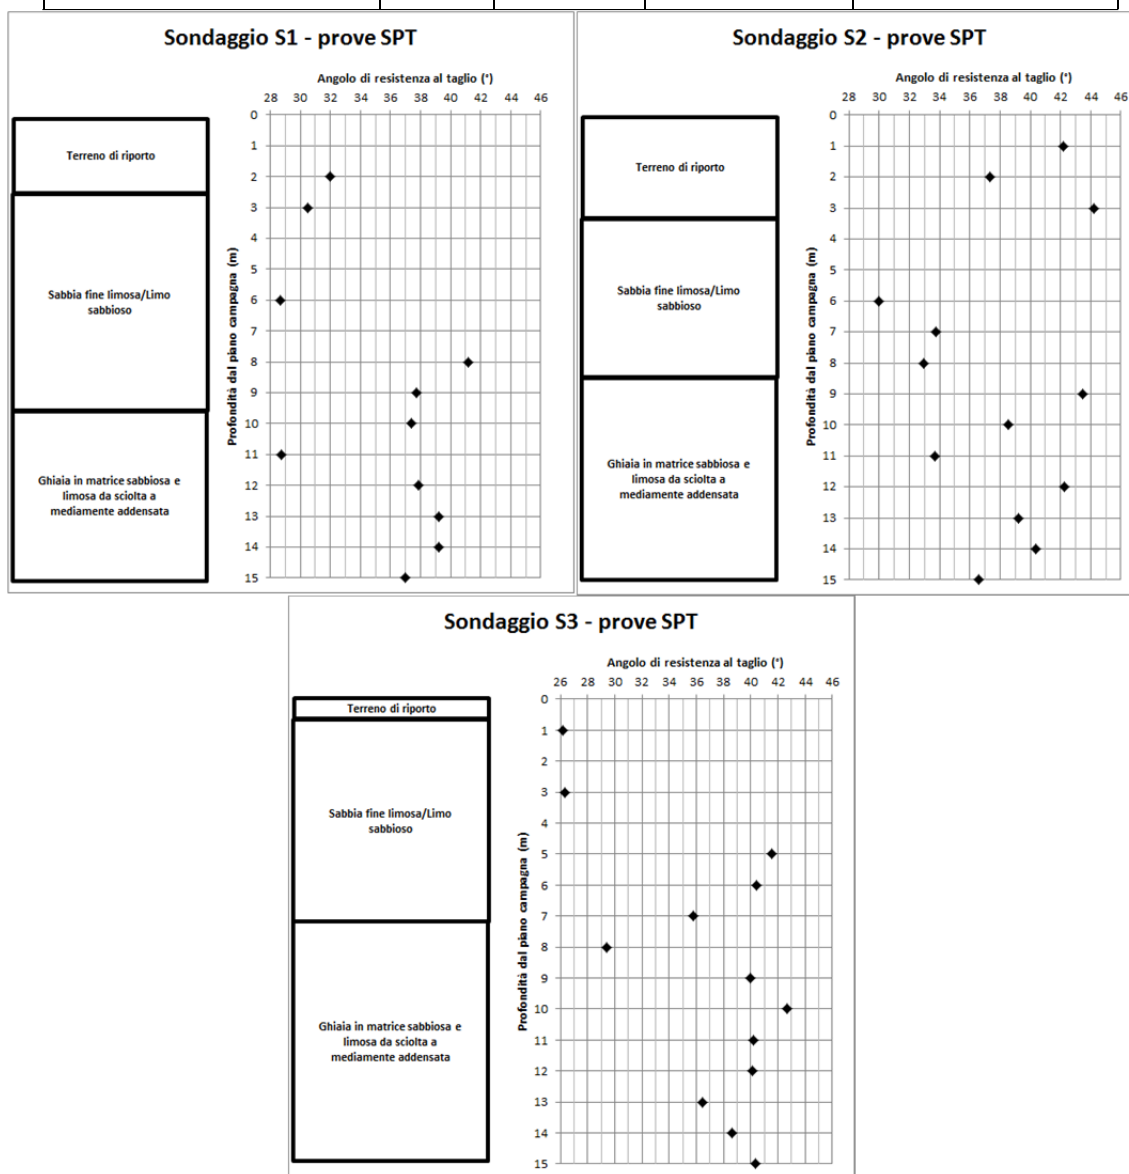 Sondaggio S1 - prove SPT
Angolo di resistenza al taglio (°)
28 30 32 34 36 38 40 42 44 46
Profondità dal piano campagna (m)
0
1
2
3
4
5
6
7
8
9
10
11
12
13
14
15
Terreno di riporto
Sabbia fine limosa/Limo
sabbioso
Ghiaia in matrice sabbiosa e
limosa da sciolta a
mediamente addensata
Sondaggio S2 - prove SPT
Angolo di resistenza al taglio (°)
28 30 32 34 36 38 40 42 44 46
Profondità dal piano campagna (m)
0
1
2
3
4
5
6
7
8
9
10
11
12
13
14
15
Terreno di riporto
Sabbia fine limosa/Limo
sabbioso
Ghiaia in matrice sabbiosa e
limosa da sciolta a
mediamente addensata
Sondaggio S3 - prove SPT
Angolo di resistenza al taglio (°)
26 28 30 32 34 36 38 40 42 44 46
Profondità dal piano campagna (m)
0
1
2
3
4
5
6
7
8
9
10
11
12
13
14
15
Terreno di riporto
Sabbia fine limosa/Limo
sabbioso
Ghiaia in matrice sabbiosa e
limosa da sciolta a
mediamente addensata